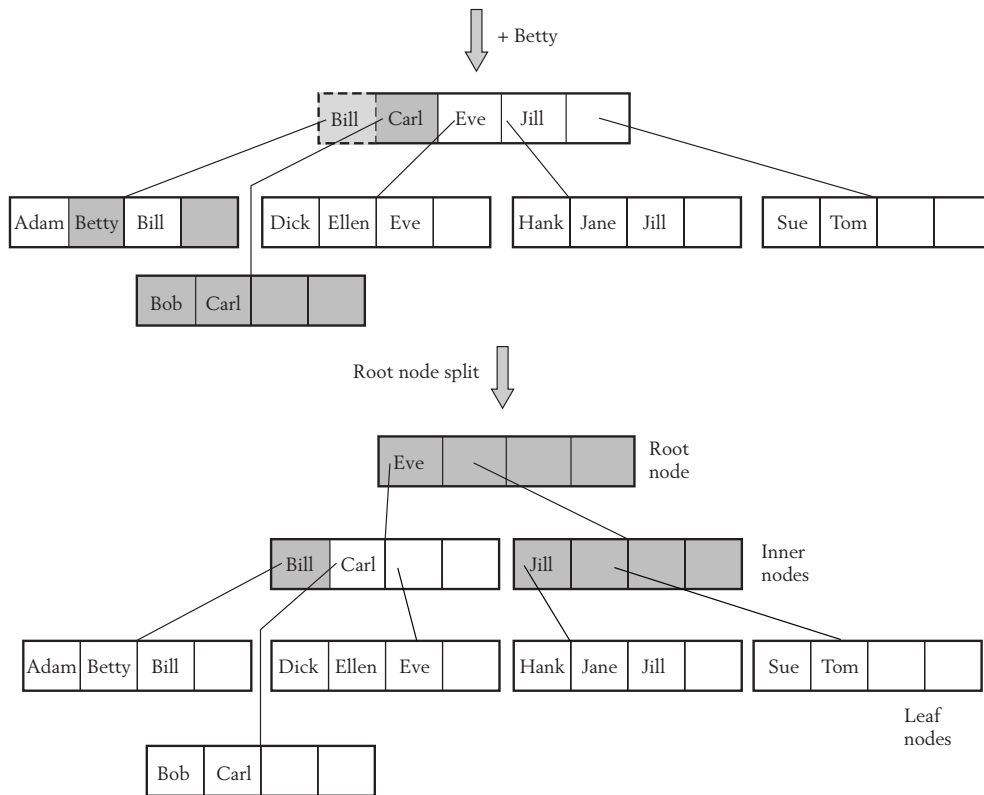 + Betty
Bill Carl Eve Jill
Adam Betty Bill
Dick Ellen Eve
Hank Jane Jill
Sue Tom
Bob Carl
Root node split
Eve
Root
node
Bill Carl
Jill
Inner
nodes
Adam Betty Bill
Dick Ellen Eve
Hank Jane Jill
Sue Tom
Leaf
nodes
Bob Carl